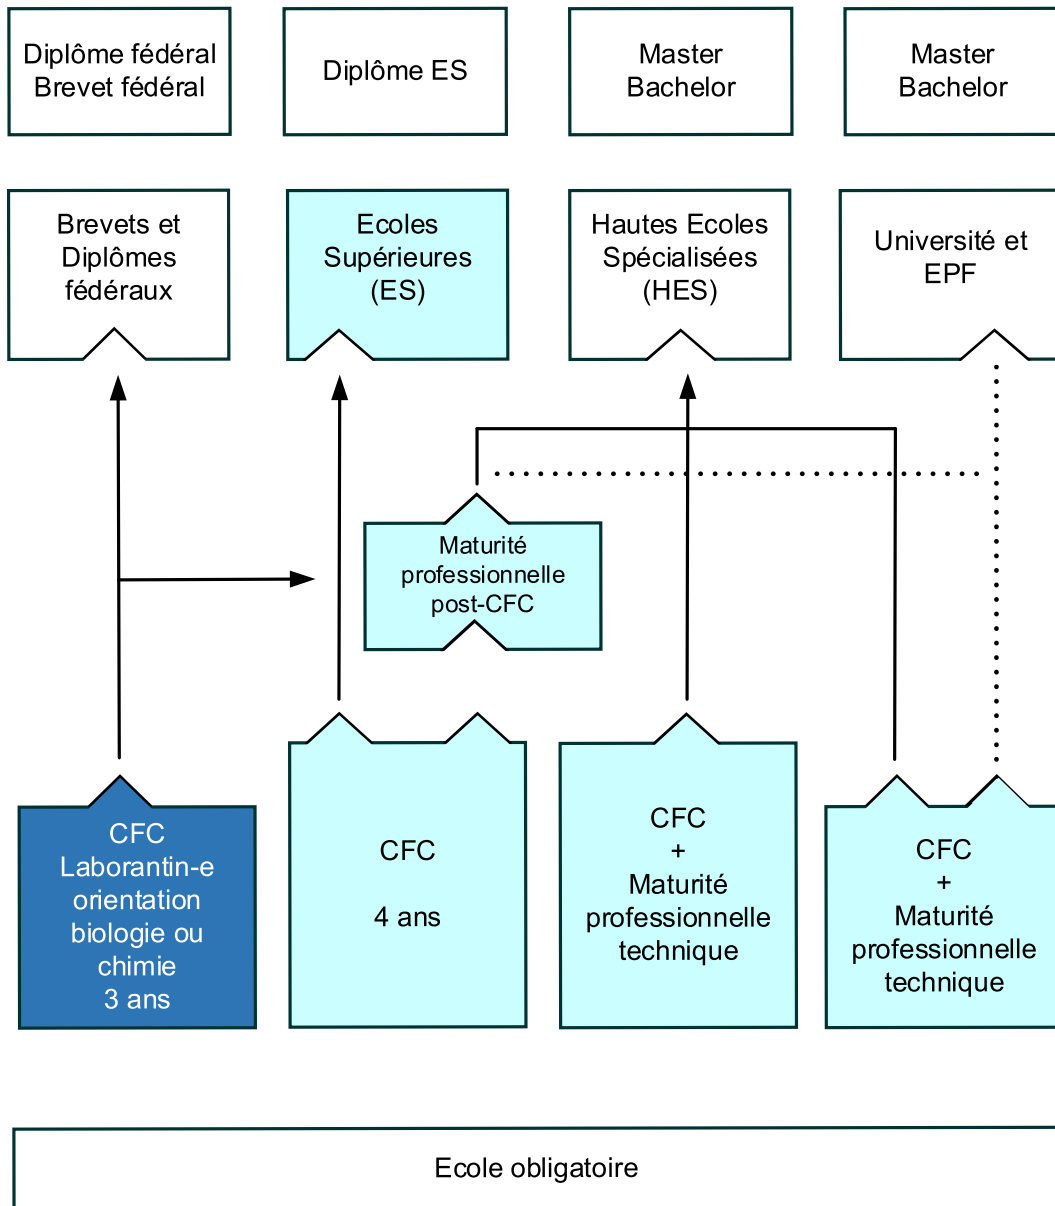 Diplôme fédéral
Brevet fédéral
Diplôme ES
Master
Bachelor
Master
Bachelor
Brevets et
Diplômes
fédéraux
Ecoles
Supérieures
(ES)
Hautes Ecoles
Spécialisées
(HES)
Université et
EPF
Maturité
professionnelle
post-CFC
CFC
Laborantin-e
orientation
biologie ou
chimie
3 ans
CFC
4 ans
CFC
+
Maturité
professionnelle
technique
CFC
+
Maturité
professionnelle
technique
Ecole obligatoire